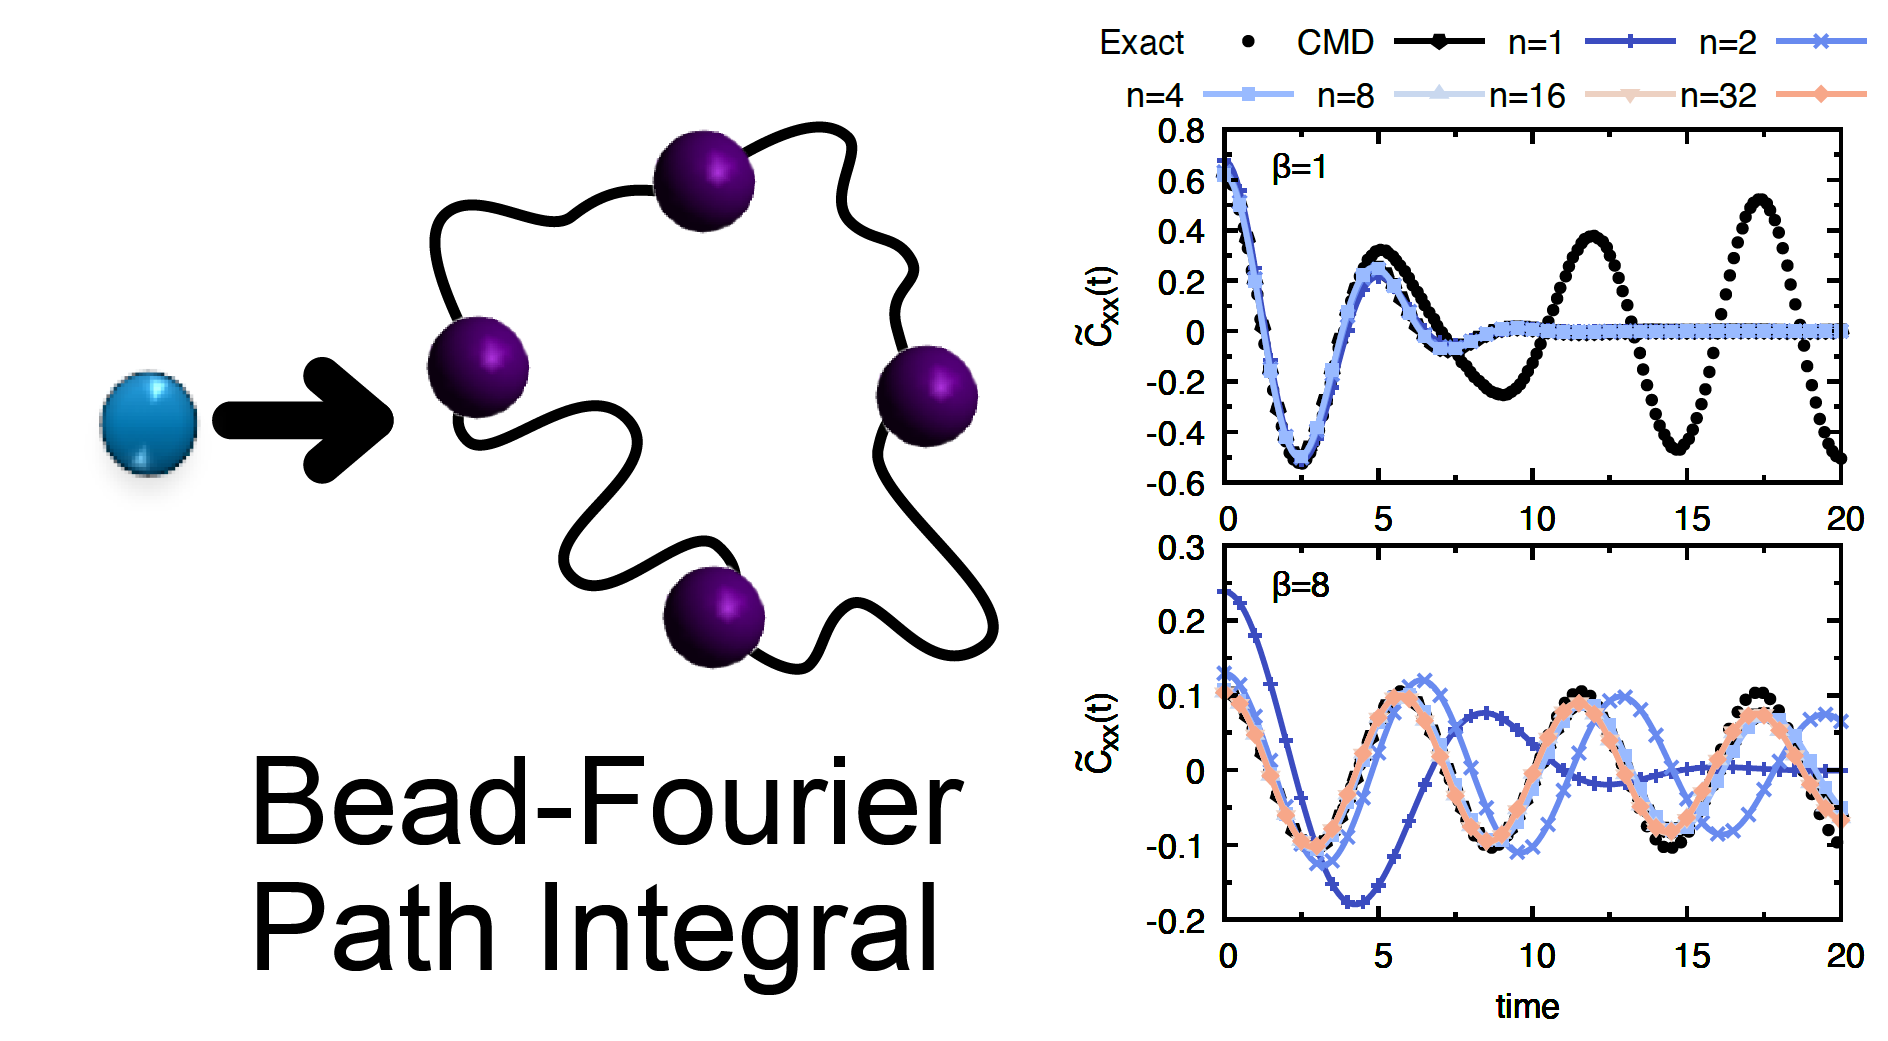 Bead-Fourier
Path Integral
Exact CMD n=1 n=2
n=4 n=8 n=16 n=32
0.8
0.6
0.4
0.2
0
-0.2
-0.4
-0.6
C̃xx(t)
β=1
0 5 10 15 20
0.3
0.2
0.1
0
-0.1
-0.2
C̃xx(t)
β=8
0 5 10 15 20
time